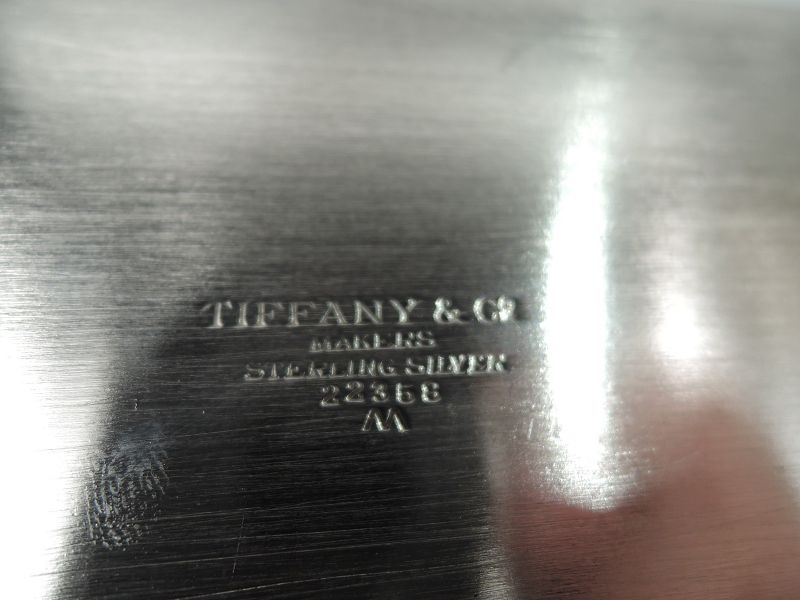 TIFFANY & Co.
MAKERS
STERLING SILVER
22358
M